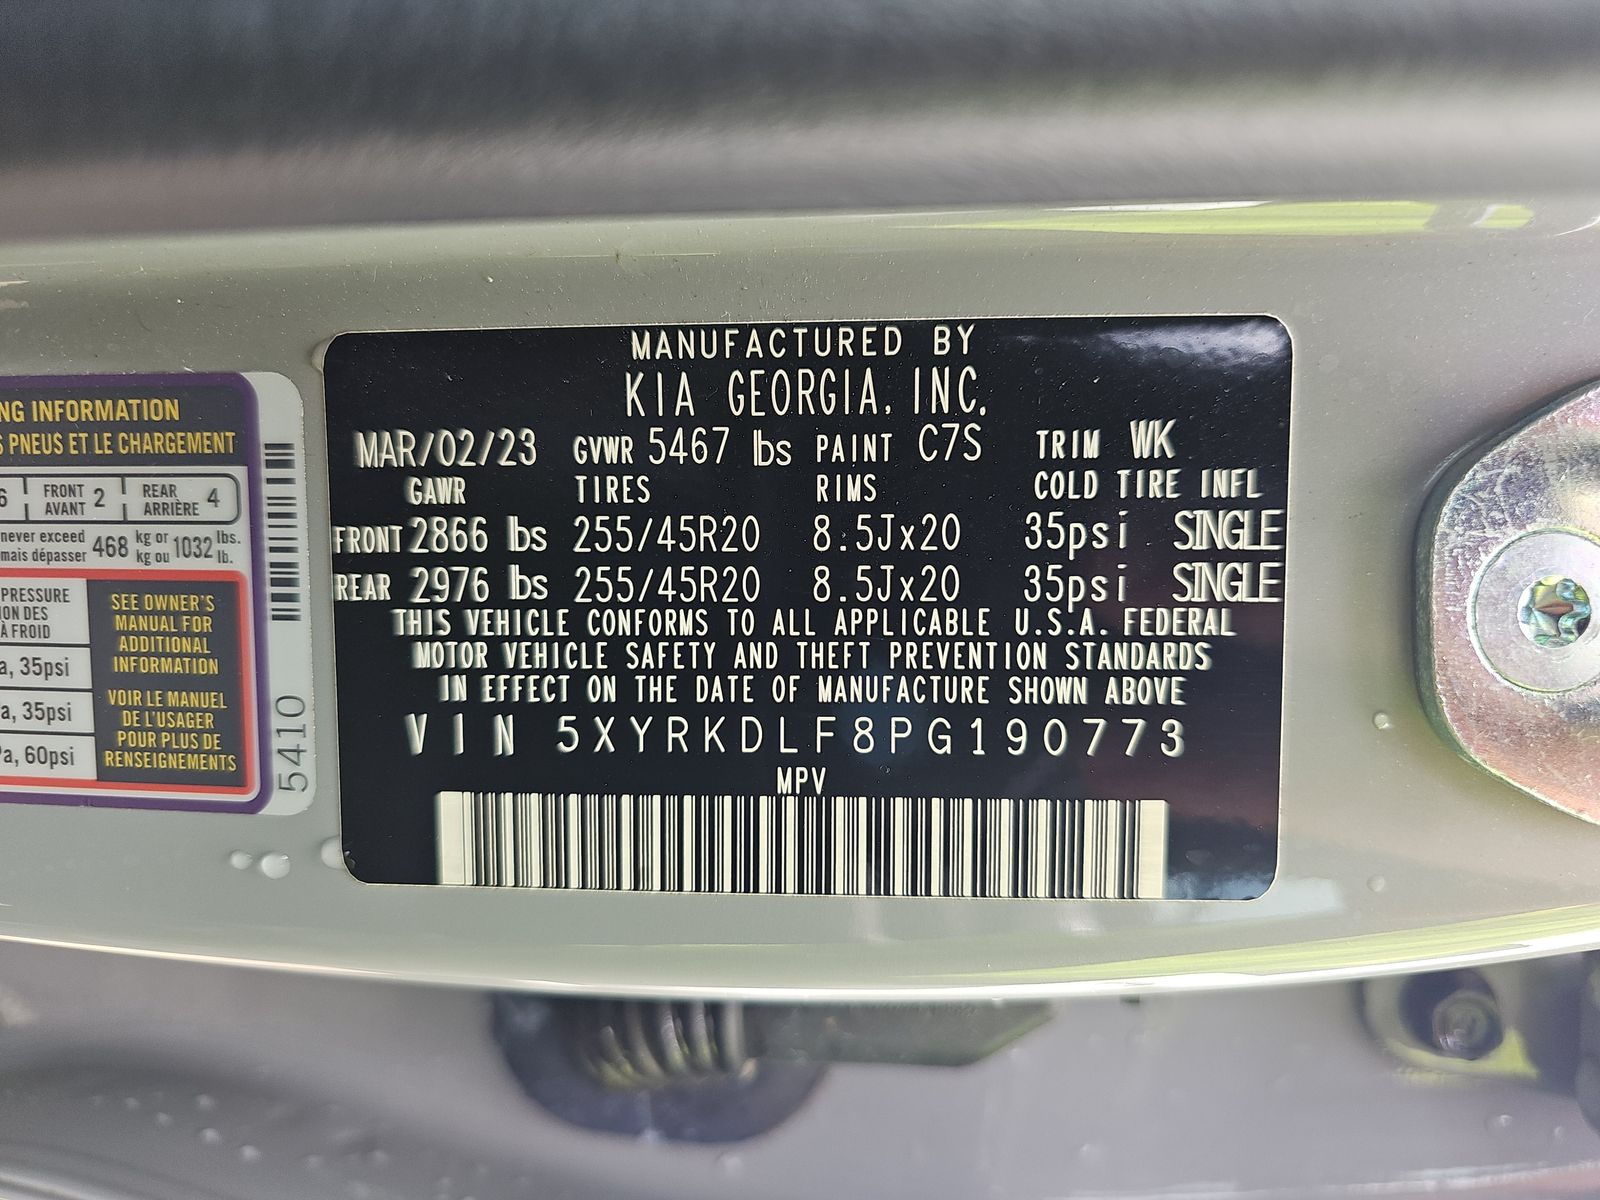 NG INFORMATION
S PNEUS ET LE CHARGEMENT
6 FRONT AVANT 2 REAR ARRIÈRE 4
never exceed mais dépasser 468 kg or kg ou 1032 lbs. lb.
PRESSURE
ION DES
À FROID
a, 35psi
a, 35psi
Pa, 60psi
SEE OWNER'S
MANUAL FOR
ADDITIONAL
INFORMATION
VOIR LE MANUEL
DE L'USAGER
POUR PLUS DE
RENSEIGNEMENTS
5410
MANUFACTURED BY
KIA GEORGIA, INC.
MAR/02/23 GVWR 5467 lbs PAINT C7S TRIM WK
GAWR TIRES RIMS COLD TIRE INFL
FRONT 2866 lbs 255/45R20 8.5Jx20 35psi SINGLE
REAR 2976 lbs 255/45R20 8.5Jx20 35psi SINGLE
THIS VEHICLE CONFORMS TO ALL APPLICABLE U.S.A. FEDERAL
MOTOR VEHICLE SAFETY AND THEFT PREVENTION STANDARDS
IN EFFECT ON THE DATE OF MANUFACTURE SHOWN ABOVE
VIN 5XYRKDLF8PG190773
MPV